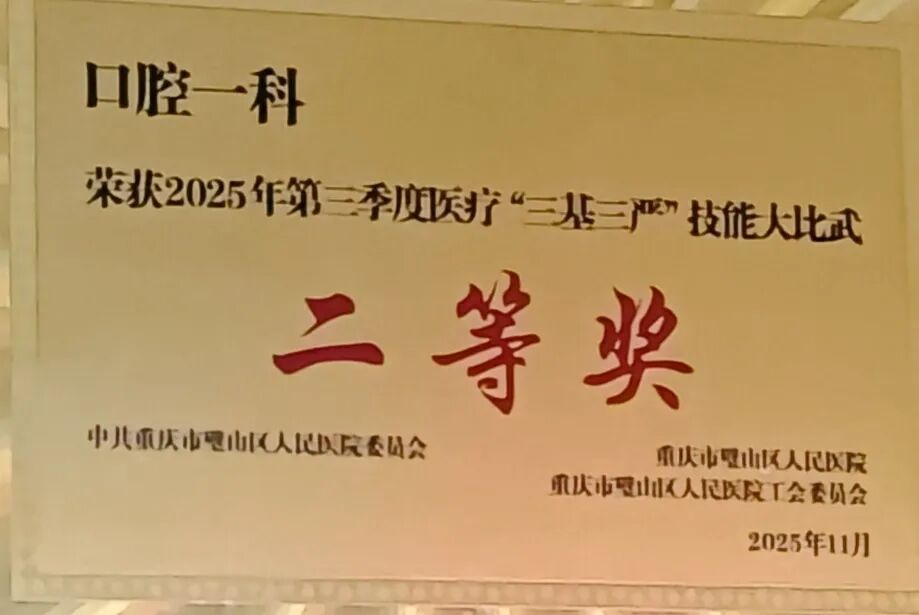 口腔一科
荣获2025年第三季度医疗“三基三严”技能大比武
二等奖
中共重庆市璧山区人民医院委员会
重庆市璧山区人民医院
重庆市璧山区人民医院工会委员会
2025年11月